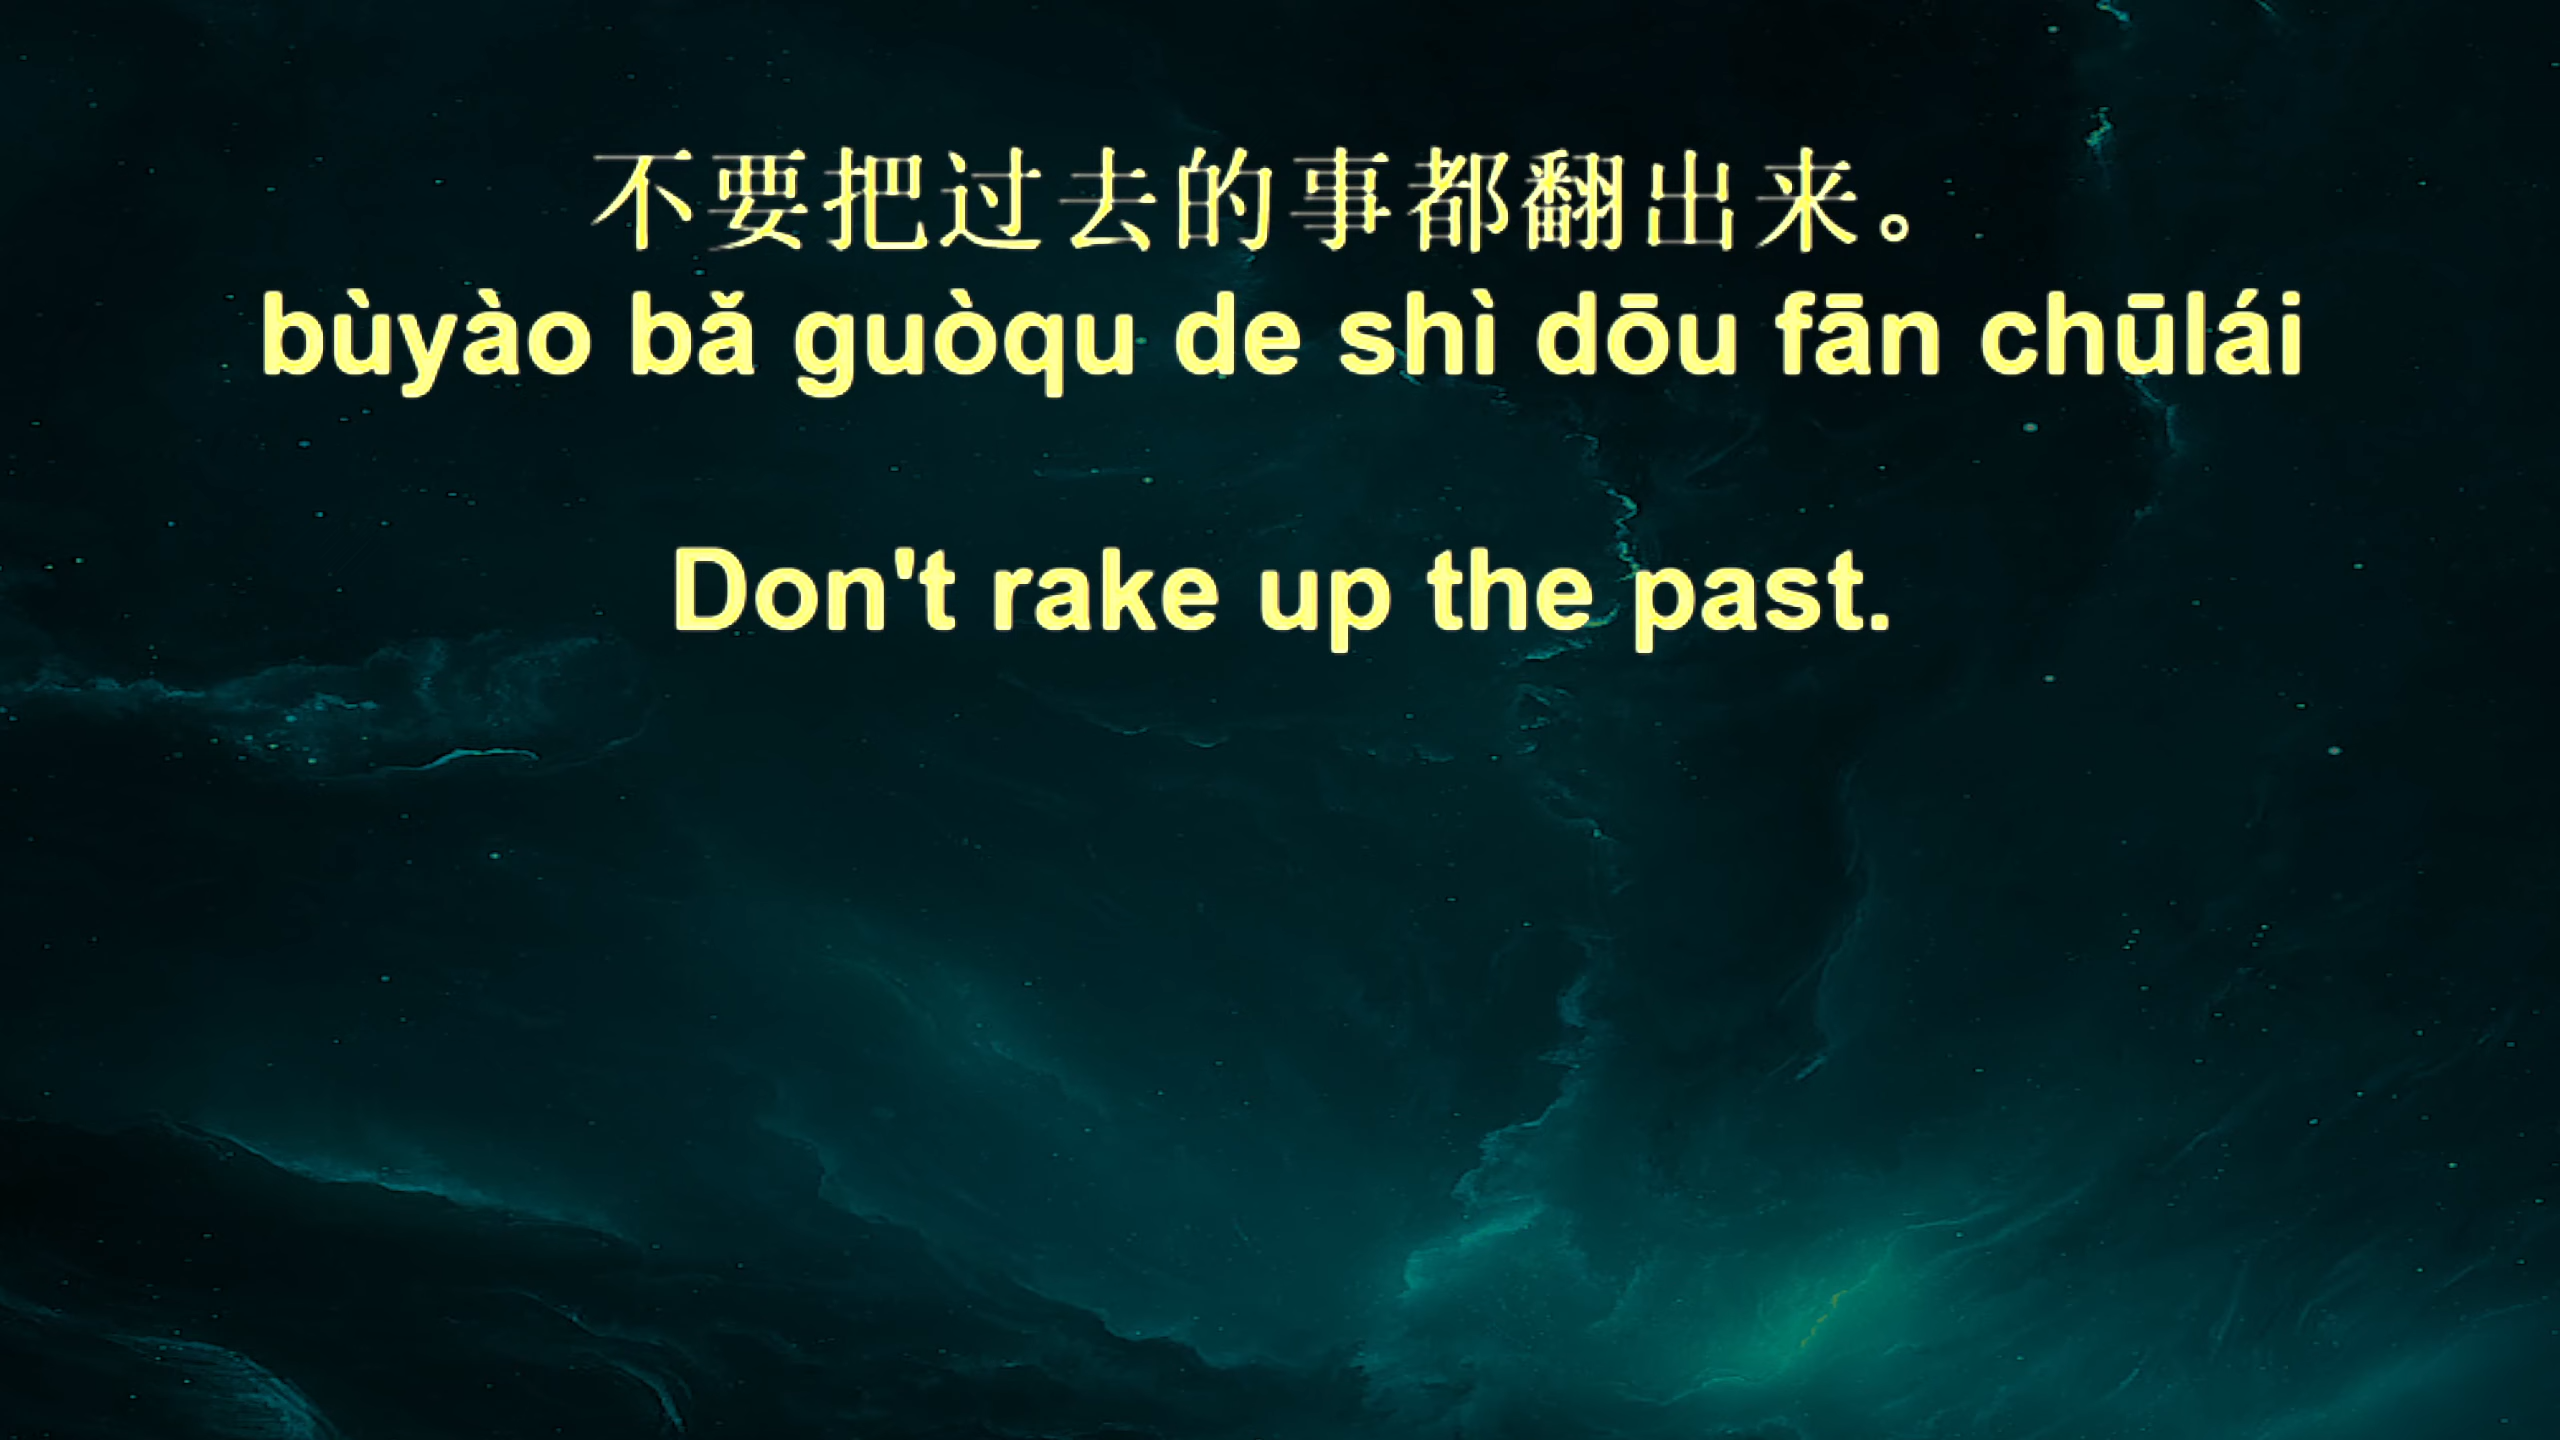 不要把过去的事都翻出来。
bùyào bǎ guòqu de shì dōu fān chūlái
Don't rake up the past.